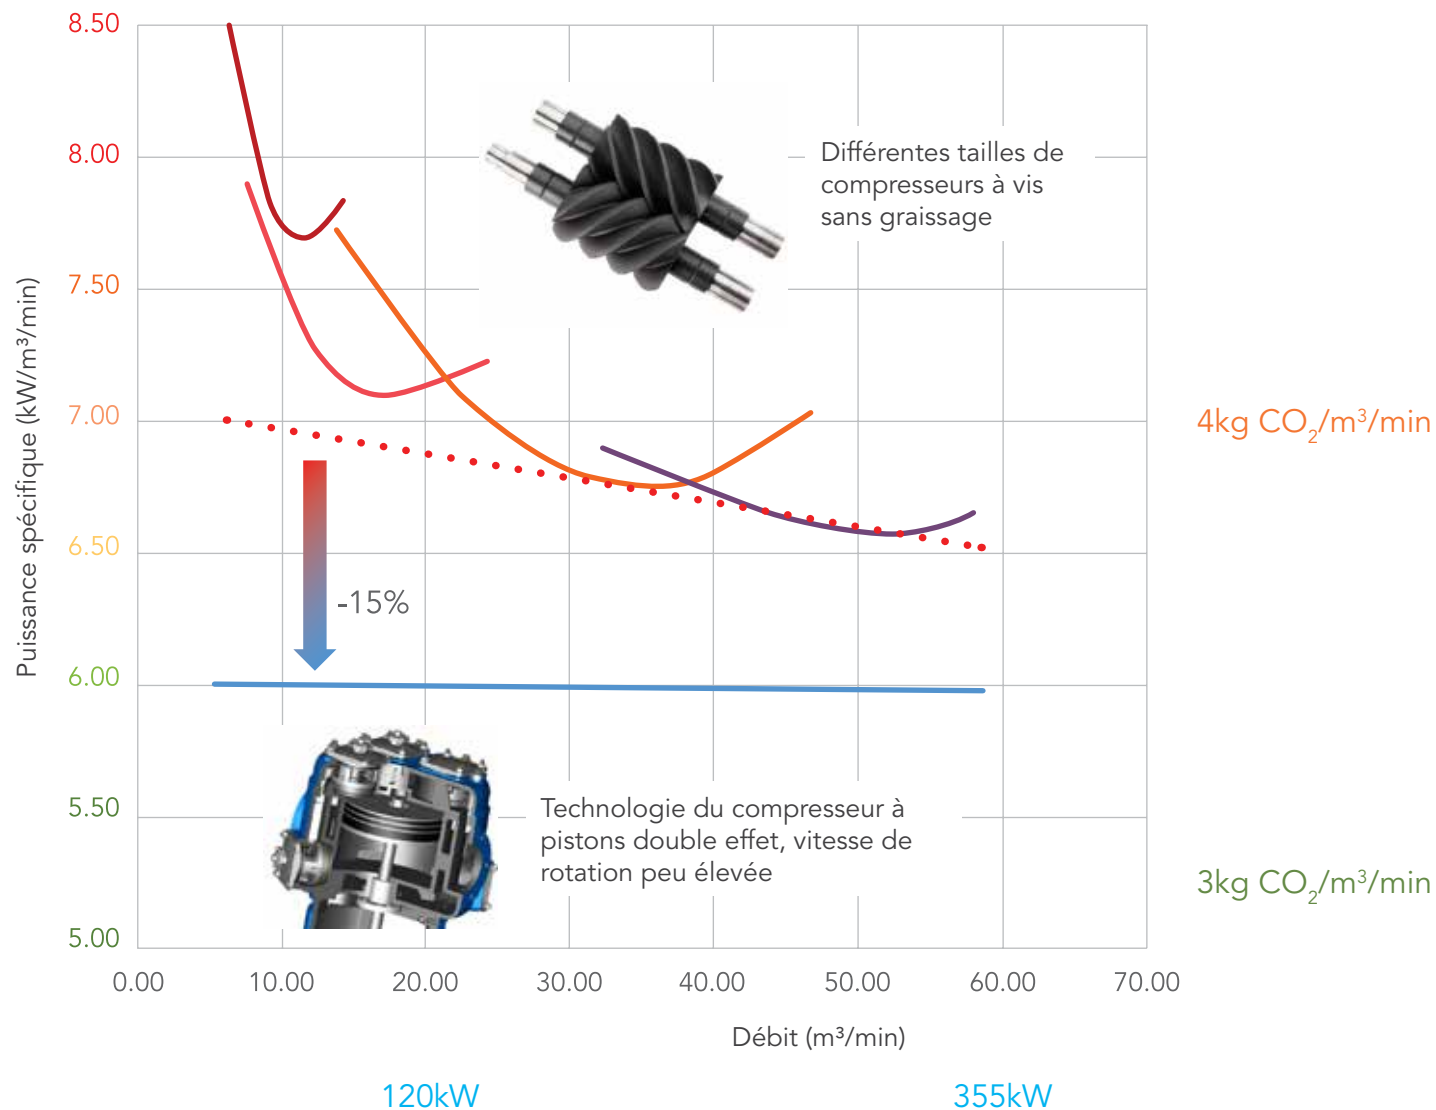 8.50
8.00
7.50
7.00
6.50
6.00
5.50
5.00
Puissance spécifique (kW/m³/min)
Différentes tailles de
compresseurs à vis
sans graissage
-15%
Technologie du compresseur à
pistons double effet, vitesse de
rotation peu élevée
4kg CO₂/m³/min
3kg CO₂/m³/min
0.00 10.00 20.00 30.00 40.00 50.00 60.00 70.00
Débit (m³/min)
120kW 355kW